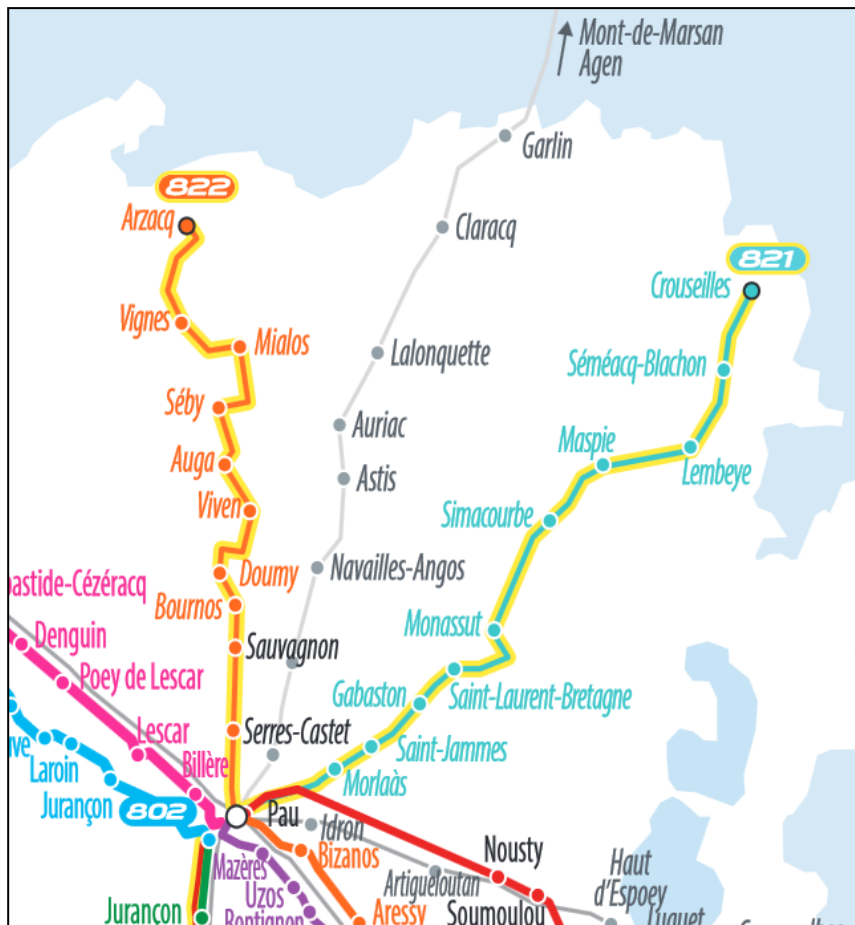 Mont-de-Marsan
Agen
Garlin
822
Arzacq
Claracq
821
Crouseilles
Vignes
Mialos
Lalonquette
Séméacq-Blachon
Séby
Auriac
Maspie
Auga
Astis
Lembeye
Viven
Simacourbe
Doumy
Navailles-Angos
bastide-Cézéracq
Bournos
Monassut
Denguin
Sauvagnon
Poey de Lescar
Gabaston
Saint-Laurent-Bretagne
Lescar
Serres-Castet
Saint-Jammes
Laroin
Billère
Morlaàs
Jurançon
802
Pau
Idron
Nousty
Mazères
Bizanos
Haut
d'Espoey
Artigueloutan
Uzos
Jurançon
Rontignon
Aressy
Soumoulou
Luquet